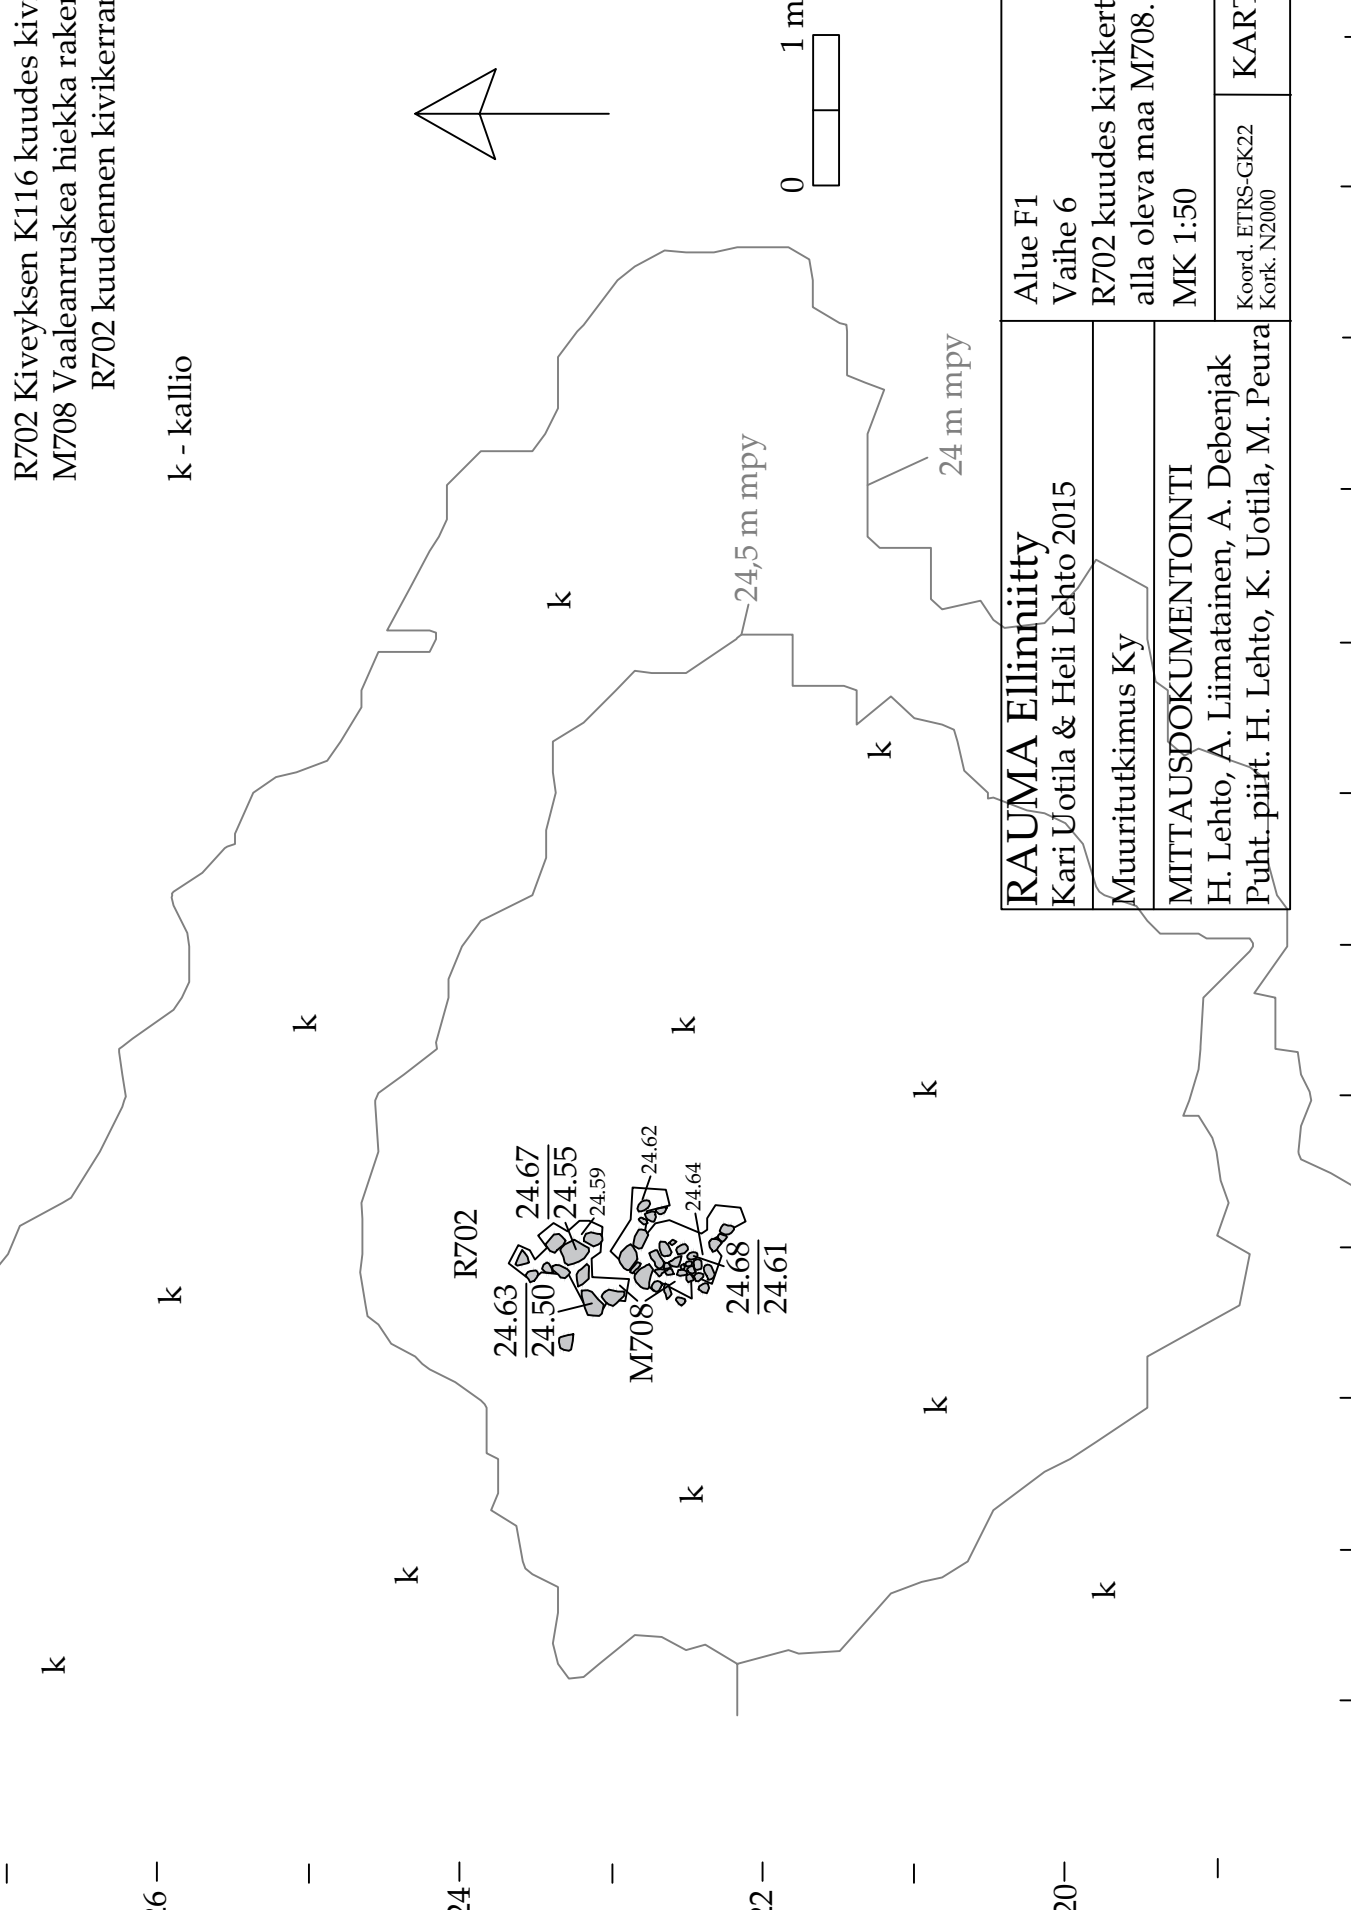 R702 Kiveyksen K116 kuudes kiv
M708 Vaaleanruskea hiekka raken
R702 kuudennen kivikerran
k - kallio
0 1 m
k
k
k
k
k
k
k
k
k
k
k
k
24,5 m mpy
24 m mpy
R702
24.67
24.55
24.59
24.63
24.50
24.62
24.64
M708
24.68
24.61
RAUMA Ellinniitty
Kari Uotila & Heli Lehto 2015
Muuritutkimus Ky
MITTAUSDOKUMENTOINTI
H. Lehto, A. Liimatainen, A. Debenjak
Puht. piirt. H. Lehto, K. Uotila, M. Peura
Alue F1
Vaihe 6
R702 kuudes kivikert
alla oleva maa M708.
MK 1:50
Koord. ETRS-GK22
Kork. N2000
KART
26
24
22
20